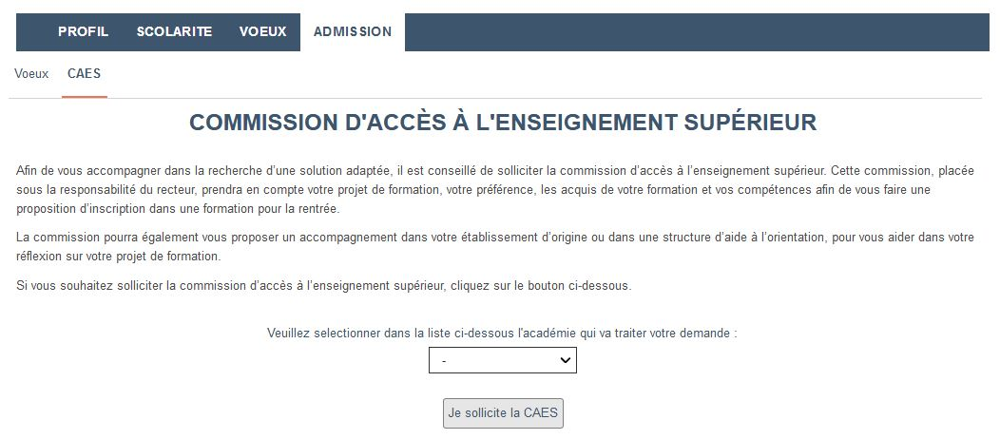 PROFIL SCOLARITE VOEUX ADMISSION
Voeux CAES
COMMISSION D'ACCÈS À L'ENSEIGNEMENT SUPÉRIEUR
Afin de vous accompagner dans la recherche d’une solution adaptée, il est conseillé de solliciter la commission d’accès à l’enseignement supérieur. Cette commission, placée
sous la responsabilité du recteur, prendra en compte votre projet de formation, votre préférence, les acquis de votre formation et vos compétences afin de vous faire une
proposition d’inscription dans une formation pour la rentrée.
La commission pourra également vous proposer un accompagnement dans votre établissement d’origine ou dans une structure d’aide à l’orientation, pour vous aider dans votre
réflexion sur votre projet de formation.
Si vous souhaitez solliciter la commission d’accès à l’enseignement supérieur, cliquez sur le bouton ci-dessous.
Veuillez selectionner dans la liste ci-dessous l'académie qui va traiter votre demande :
-
Je sollicite la CAES